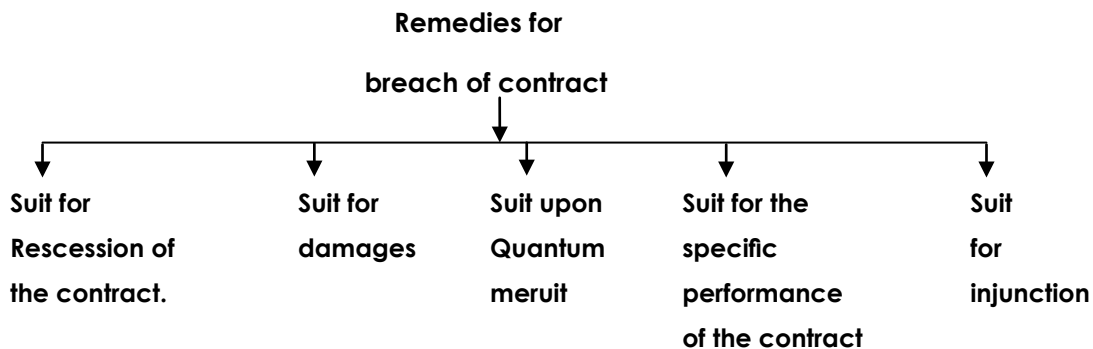 Remedies for
breach of contract
Suit for
Rescession of
the contract.
Suit for
damages
Suit upon
Quantum
meruit
Suit for the
specific
performance
of the contract
Suit
for
injunction